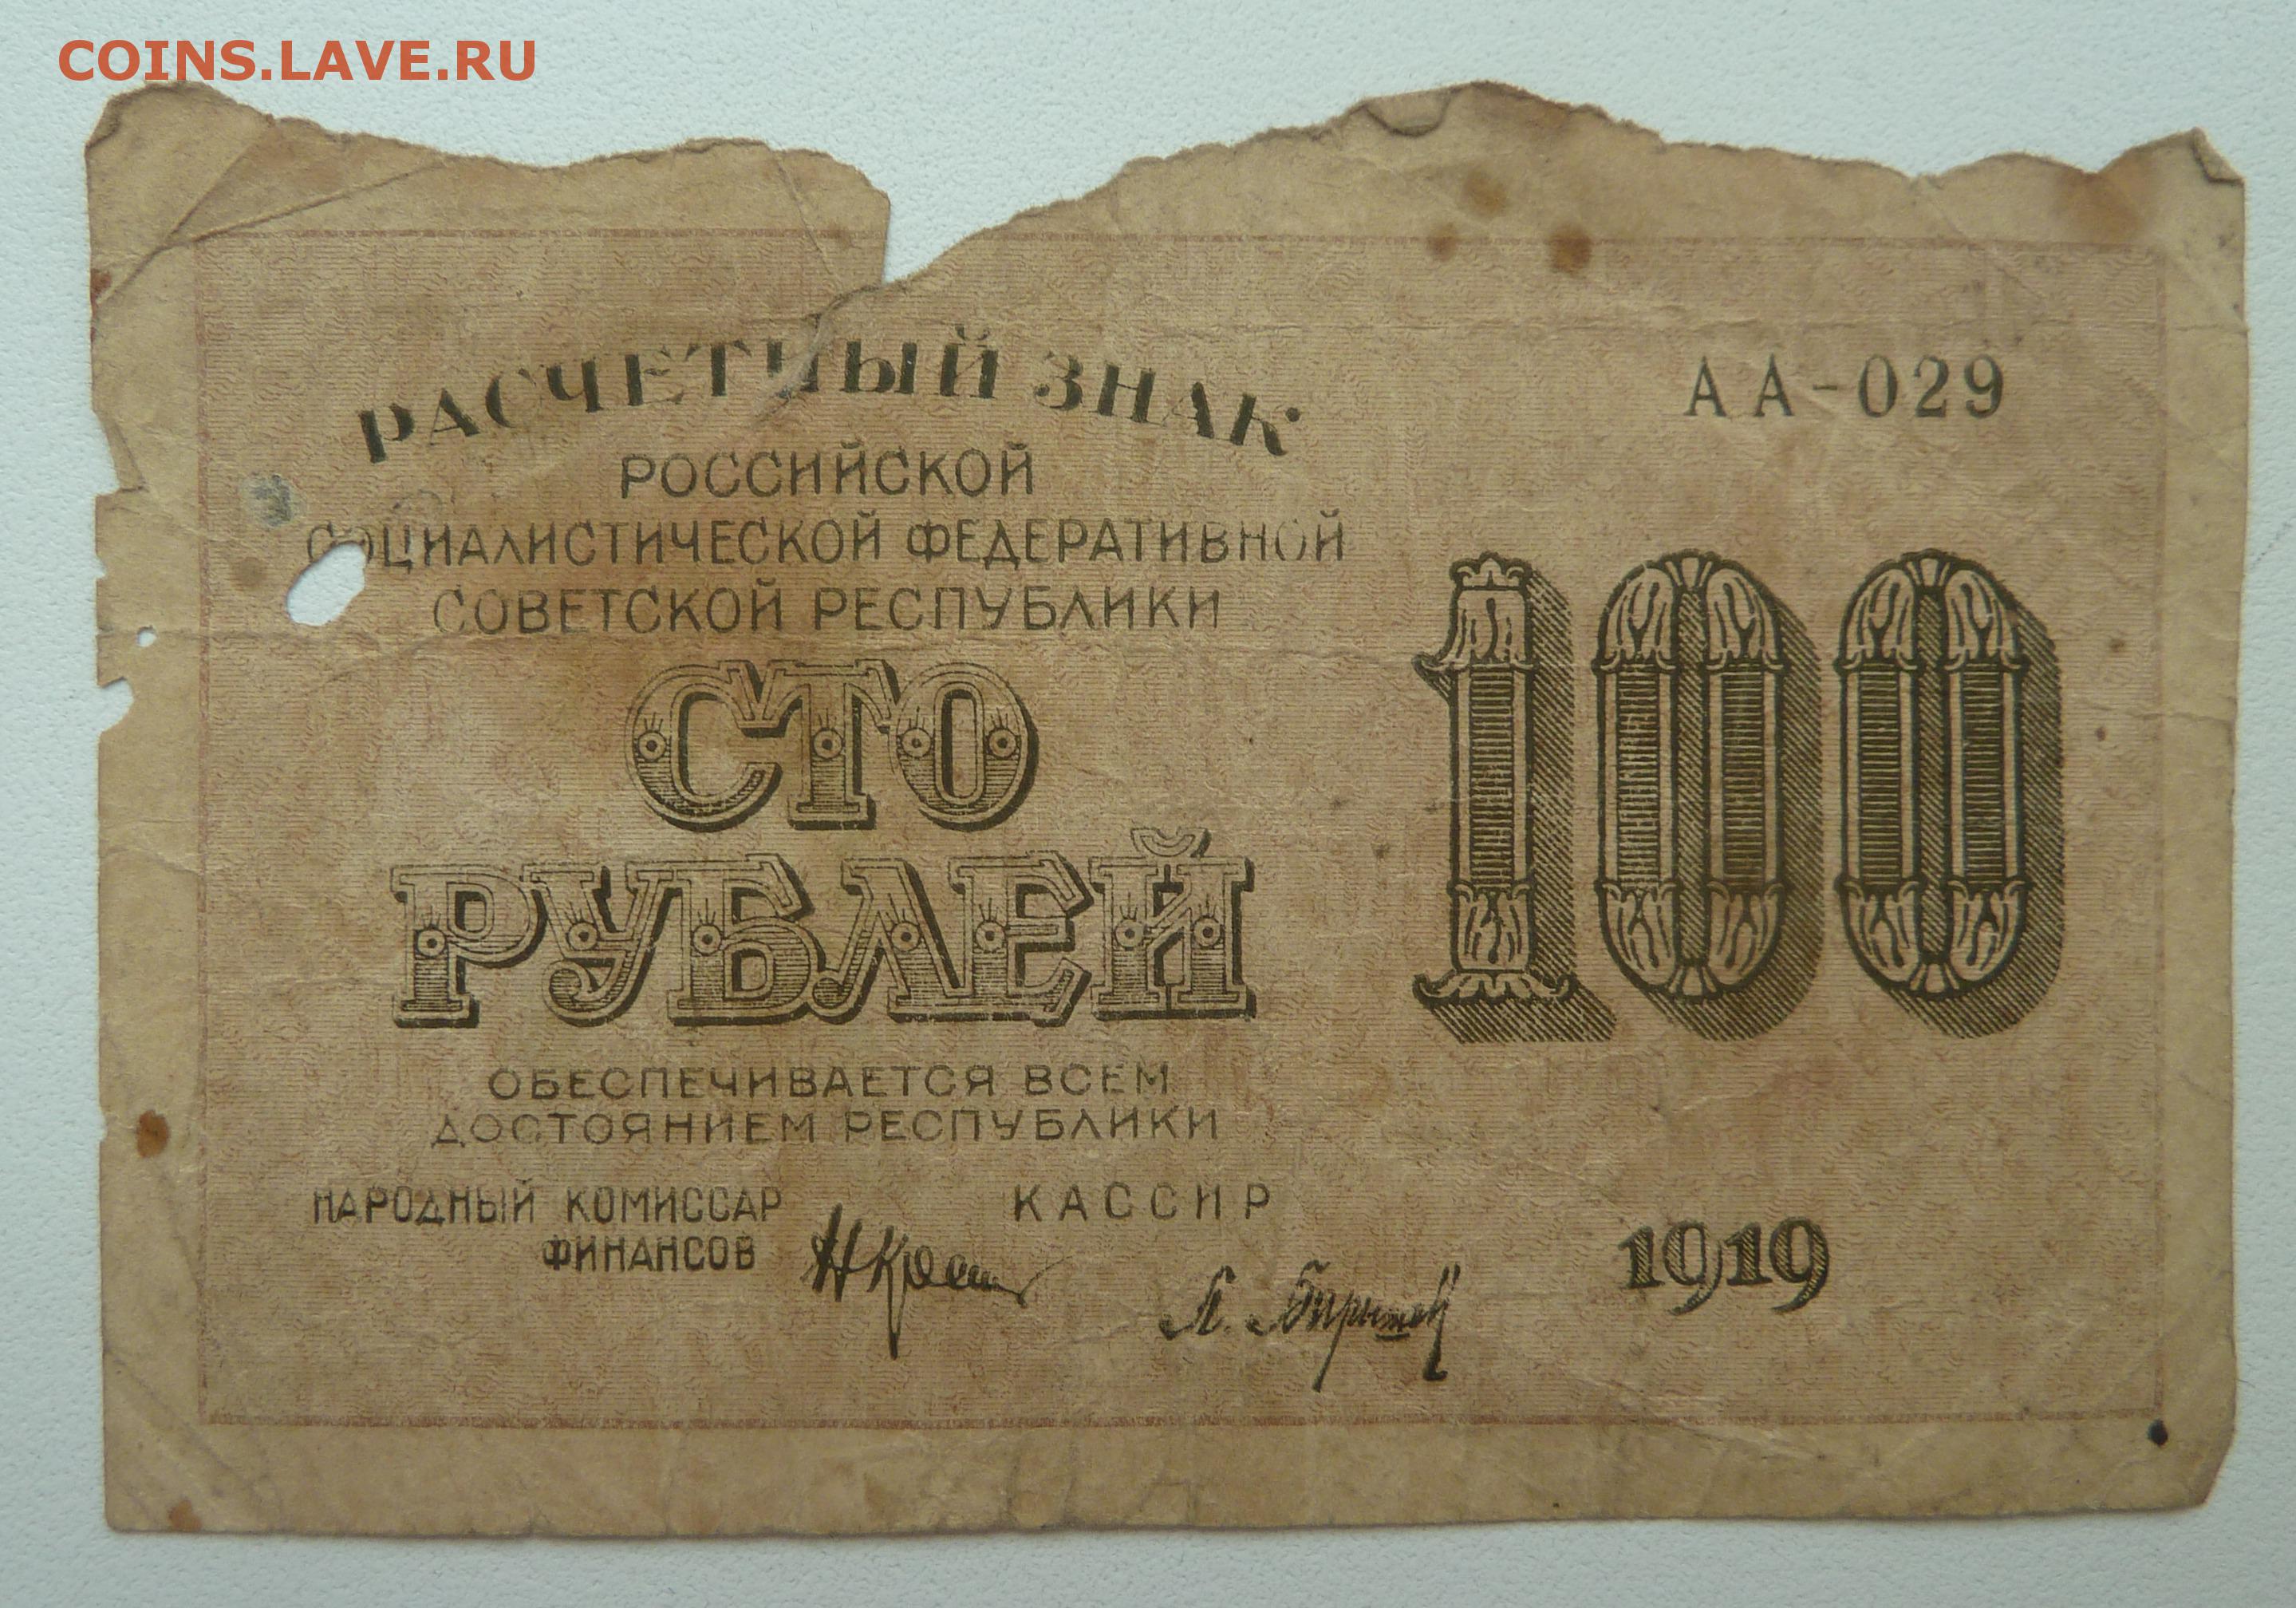 COINS.LAVE.RU
РАСЧЕТНЫЙ ЗНАК
АА-029
РОССИЙСКОЙ
СОЦИАЛИСТИЧЕСКОЙ ФЕДЕРАТИВНОЙ
СОВЕТСКОЙ РЕСПУБЛИКИ
СТО
РУБЛЕЙ
100
ОБЕСПЕЧИВАЕТСЯ ВСЕМ
ДОСТОЯНИЕМ РЕСПУБЛИКИ
НАРОДНЫЙ КОМИССАР
ФИНАНСОВ
КАССИР
1919